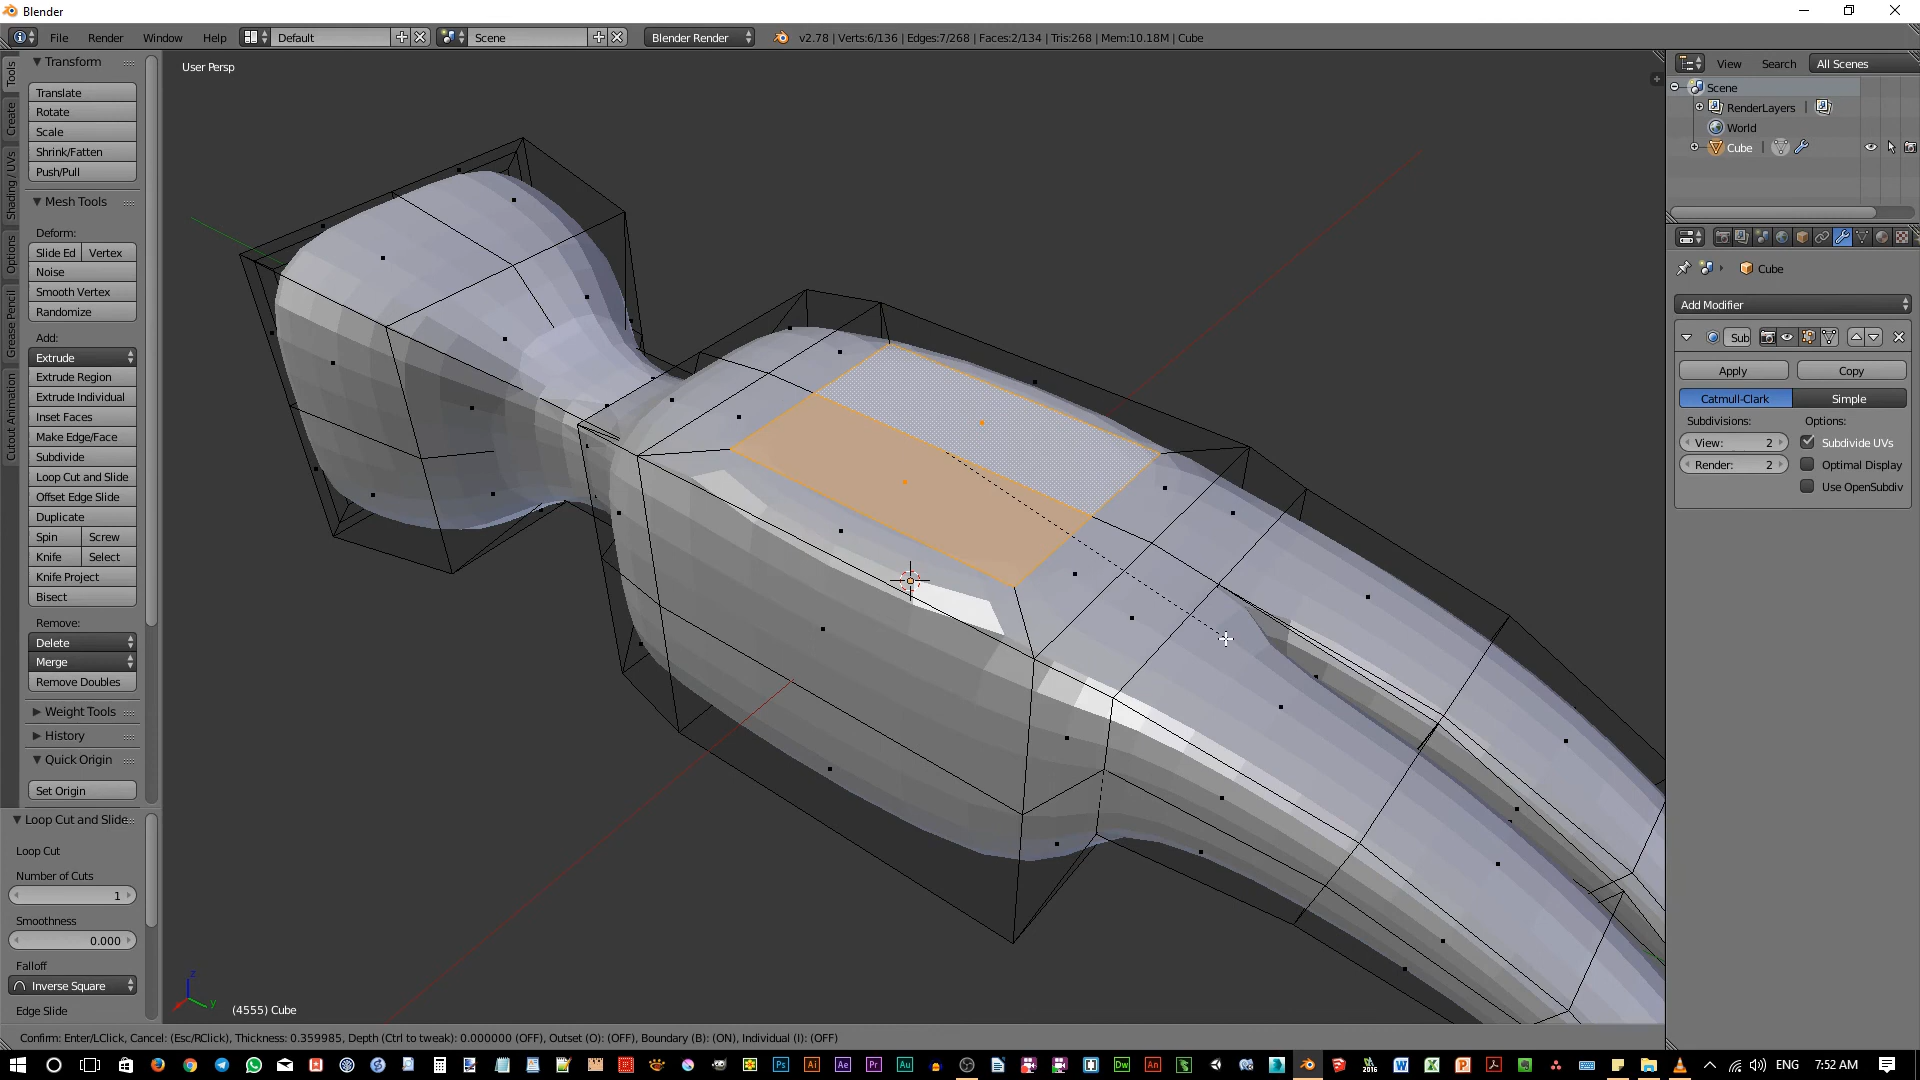 Blender
File Render Window Help Default Scene Blender Render v2.78 | Verts:6/136 | Edges:7/268 | Faces:2/134 | Tris:268 | Mem:10.18M | Cube
Tools
Create
Shading / UVs
Options
Grease Pencil
Cutout Animation
Transform
Translate
Rotate
Scale
Shrink/Fatten
Push/Pull
Mesh Tools
Deform:
Slide Ed Vertex
Noise
Smooth Vertex
Randomize
Add:
Extrude
Extrude Region
Extrude Individual
Inset Faces
Make Edge/Face
Subdivide
Loop Cut and Slide
Offset Edge Slide
Duplicate
Spin Screw
Knife Select
Knife Project
Bisect
Remove:
Delete
Merge
Remove Doubles
Weight Tools
History
Quick Origin
Set Origin
Loop Cut and Slide
Loop Cut
Number of Cuts
1
Smoothness
0.000
Falloff
Inverse Square
Edge Slide
User Persp
z
y
(4555) Cube
Confirm: Enter/LClick, Cancel: (Esc/RClick), Thickness: 0.359985, Depth (Ctrl to tweak): 0.000000 (OFF), Outset (O): (OFF), Boundary (B): (ON), Individual (I): (OFF)
View Search All Scenes
Scene
RenderLayers |
World
Cube |
Cube
Add Modifier
Sub
Apply Copy
Catmull-Clark Simple
Subdivisions: Options:
View: 2 Subdivide UVs
Render: 2 Optimal Display
Use OpenSubdiv
Ps Ai Ae Pr Au Dw An 2016
ENG 7:52 AM